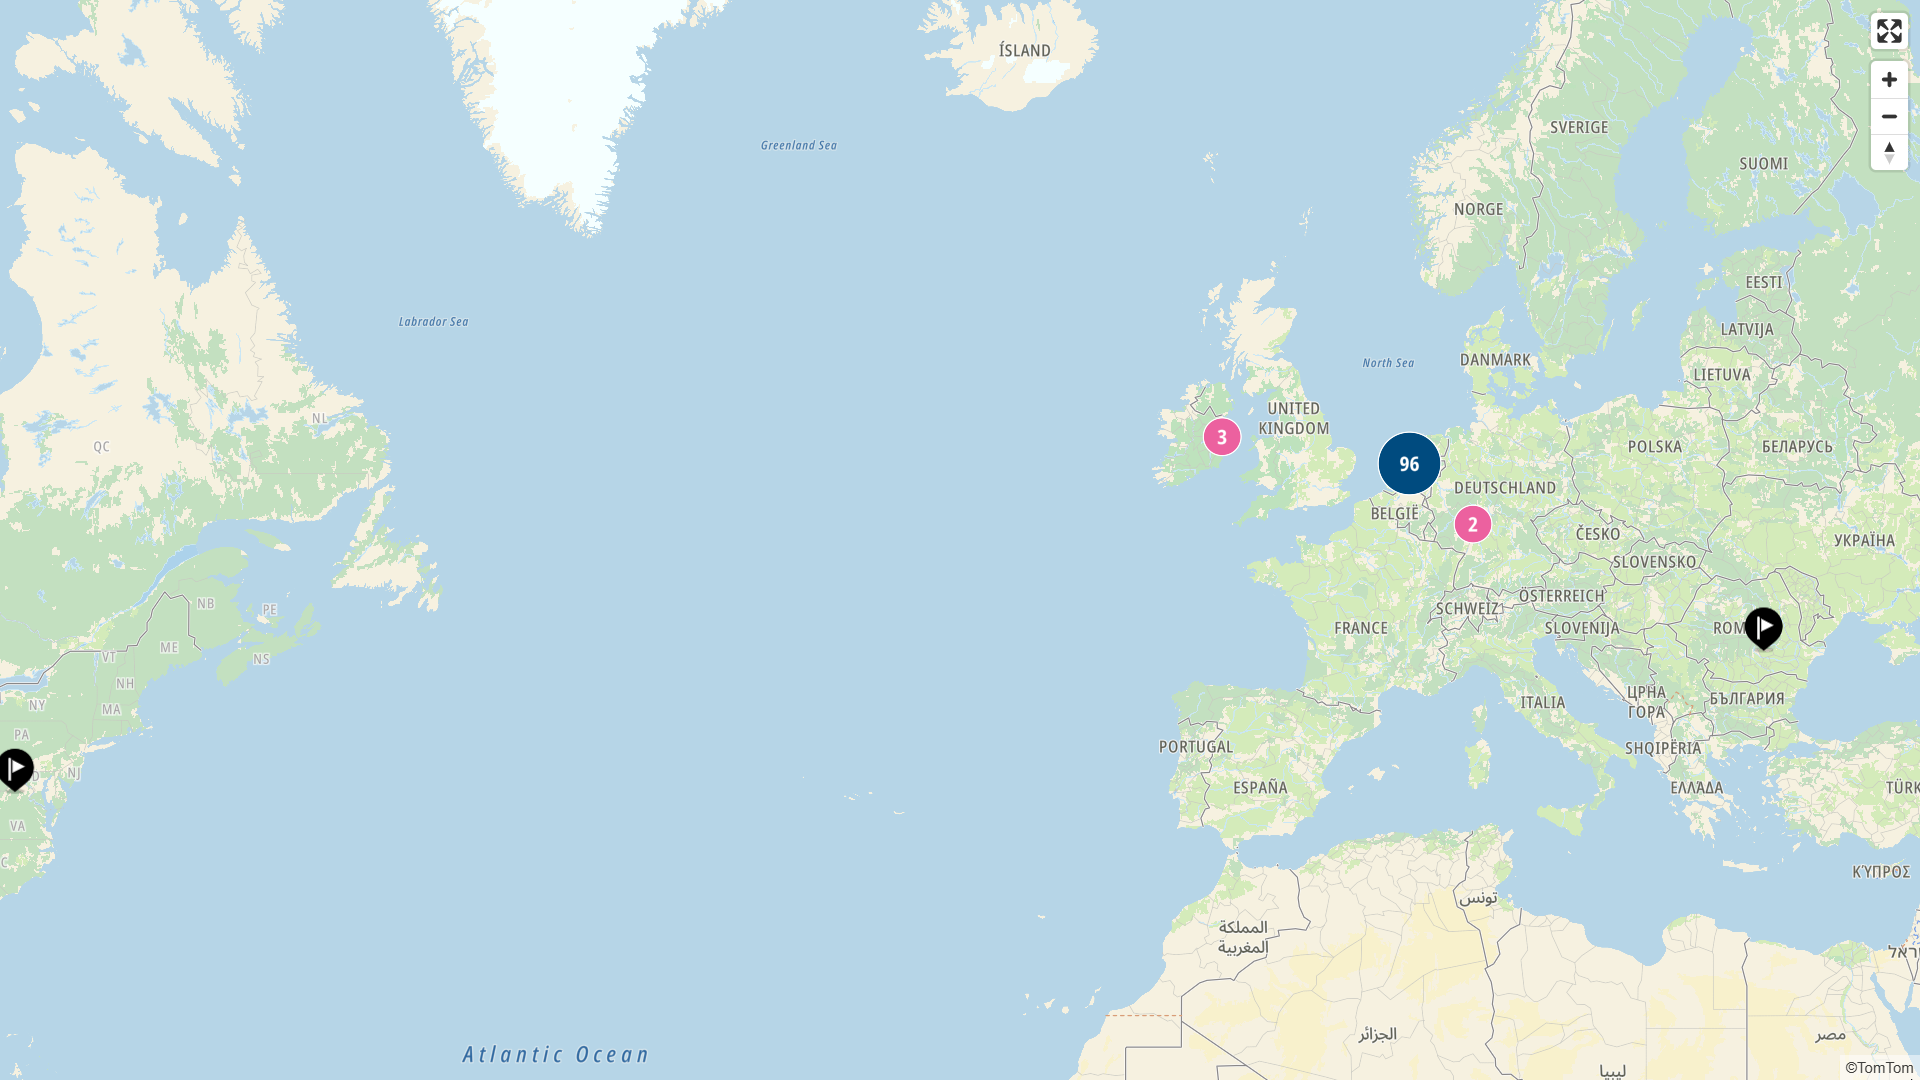 ÍSLAND
Greenland Sea
SVERIGE
SUOMI
NORGE
EESTI
Labrador Sea
LATVIJA
North Sea
DANMARK
LIETUVA
NL
UNITED
KINGDOM
QC
3
POLSKA
БЕЛАРУСЬ
96
DEUTSCHLAND
BELGIË
2
ČESKO
УКРАЇНА
SLOVENSKO
ÖSTERREICH
NB
PE
SCHWEIZ
FRANCE
SLOVENIJA
ROM
ME
VT
NS
NH
ЦРНА
ГОРА
БЪЛГАРИЯ
NY
MA
ITALIA
PA
PORTUGAL
SHQIPËRIA
NJ
D
ESPAÑA
ΕΛΛΆΔΑ
TÜRK
VA
C
ΚΎΠΡΟΣ
تونس
المملكة
المغربية
ראל
الجزائر
مصر
Atlantic Ocean
ليبيا
©TomTom